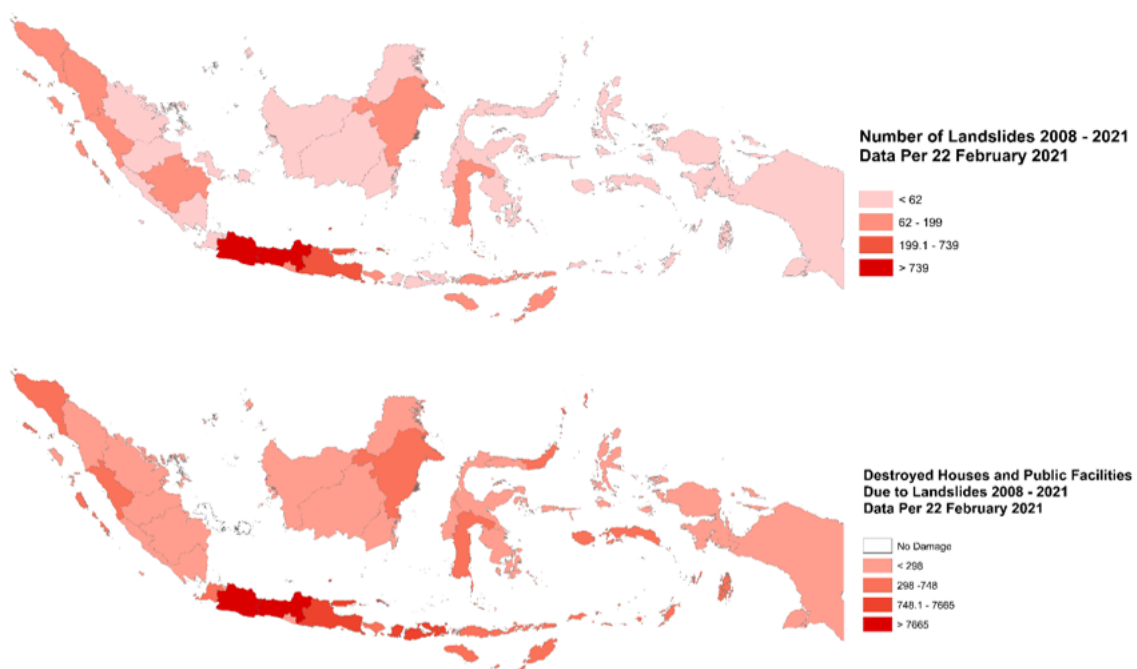 Number of Landslides 2008 - 2021
Data Per 22 February 2021
< 62
62 - 199
199.1 - 739
> 739
Destroyed Houses and Public Facilities
Due to Landslides 2008 - 2021
Data Per 22 February 2021
No Damage
< 298
298 -748
748.1 - 7665
> 7665